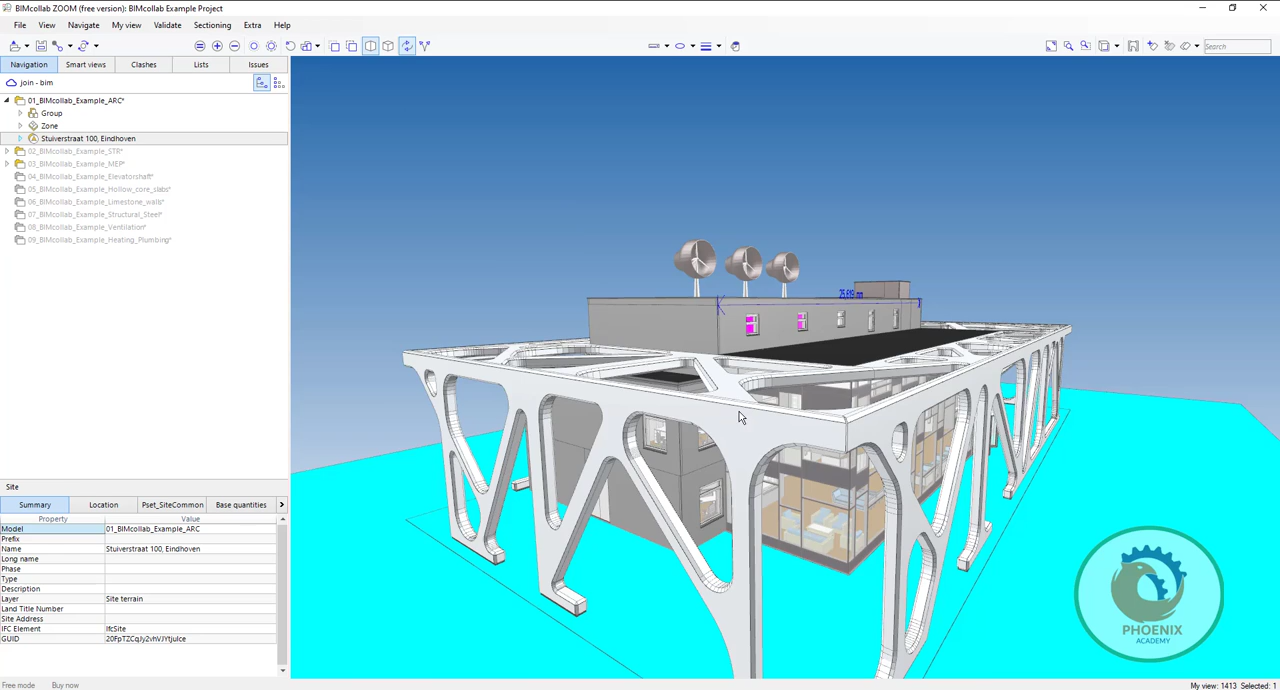 BIMcollab ZOOM (free version): BIMcollab Example Project
File View Navigate My view Validate Sectioning Extra Help
Search
Navigation Smart views Clashes Lists Issues
join - bim
01_BIMcollab_Example_ARC*
Group
Zone
Stuiverstraat 100, Eindhoven
02_BIMcollab_Example_STR*
03_BIMcollab_Example_MEP*
04_BIMcollab_Example_Elevatorshaft*
05_BIMcollab_Example_Hollow_core_slabs*
06_BIMcollab_Example_Limestone_walls*
07_BIMcollab_Example_Structural_Steel*
08_BIMcollab_Example_Ventilation*
09_BIMcollab_Example_Heating_Plumbing*
25,619 mm
Site
Summary Location Pset_SiteCommon Base quantities >
Property Value
Model 01_BIMcollab_Example_ARC
Prefix
Name Stuiverstraat 100, Eindhoven
Long name
Phase
Type
Description
Layer Site terrain
Land Title Number
Site Address
IFC Element IfcSite
GUID
PHOENIX
ACADEMY
Free mode Buy now
My view: 1413 Selected: 1